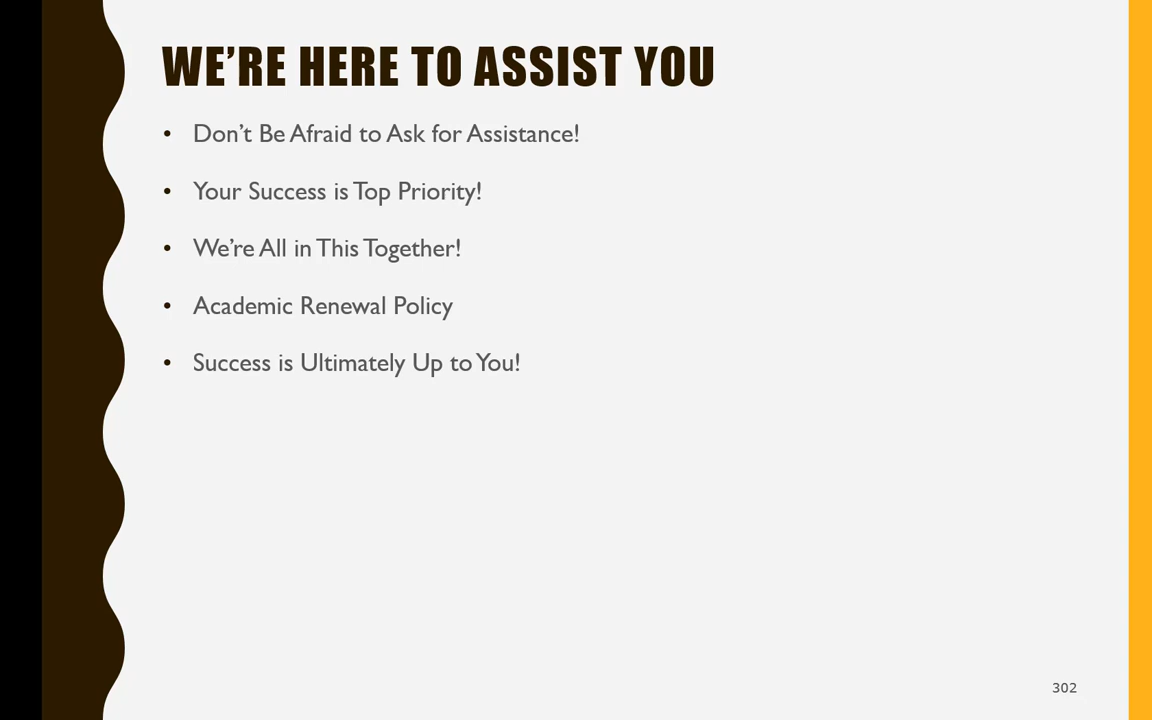 WE’RE HERE TO ASSIST YOU
• Don’t Be Afraid to Ask for Assistance!
• Your Success is Top Priority!
• We’re All in This Together!
• Academic Renewal Policy
• Success is Ultimately Up to You!
302